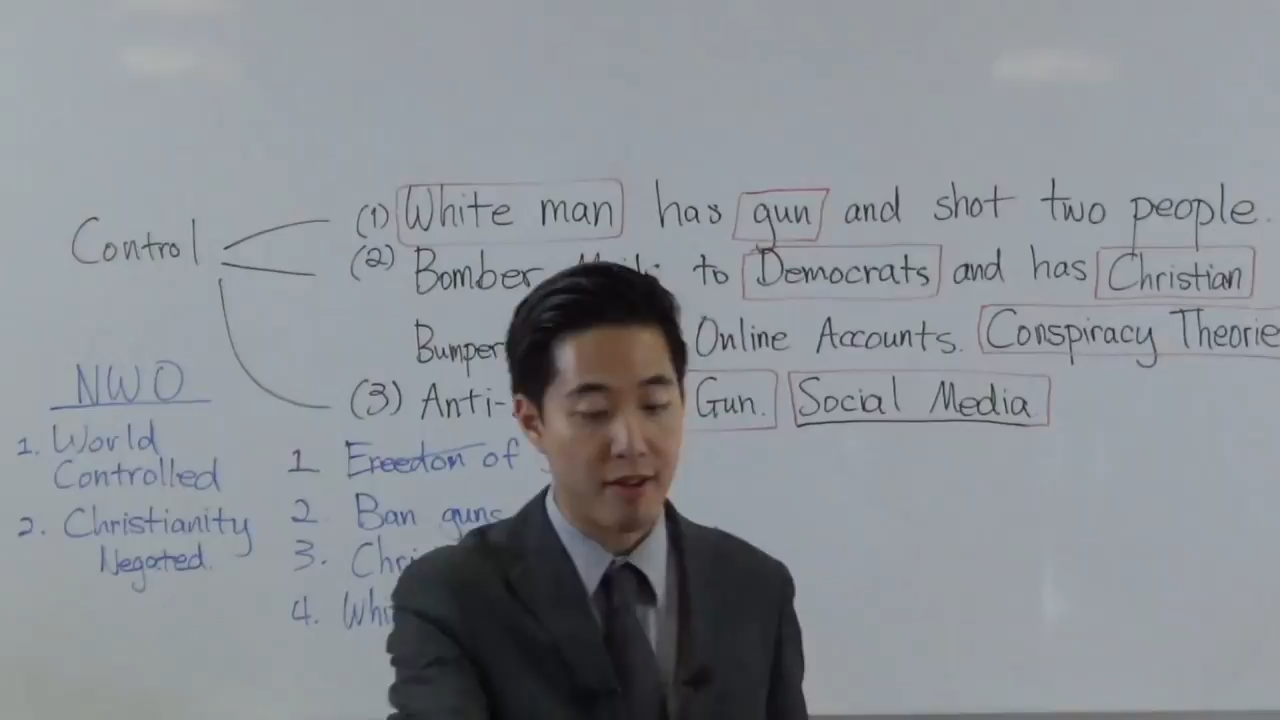 Control
(1) White man has gun and shot two people.
(2) Bomber to Democrats and has Christian
Bumper Online Accounts. Conspiracy Theorie
(3) Anti- Gun. Social Media
NWO
1. World
Controlled
2. Christianity
Negated.
1 Freedom of
2 Ban guns
3. Chri
4. Whi